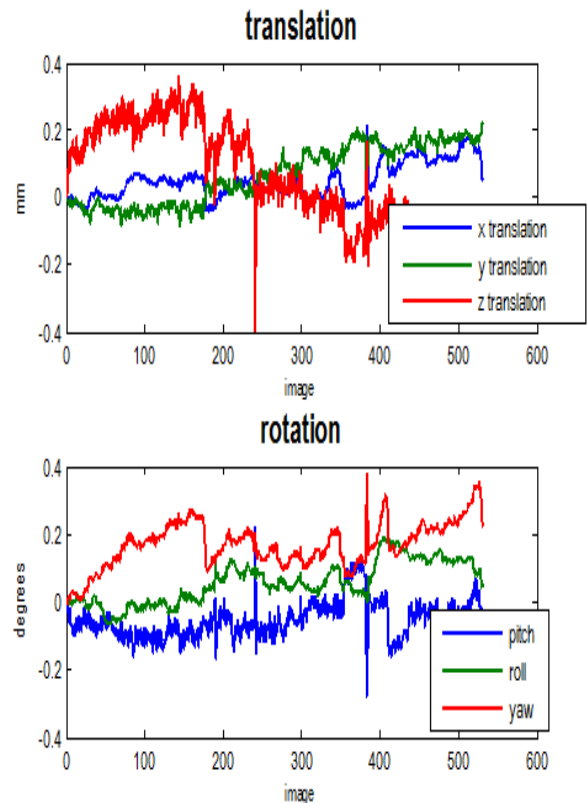 translation
0.4
0.2
0
-0.2
-0.4
mm
0 100 200 300 400 500 600
image
x translation
y translation
z translation
rotation
0.4
0.2
0
-0.2
-0.4
degrees
0 100 200 300 400 500 600
image
pitch
roll
yaw